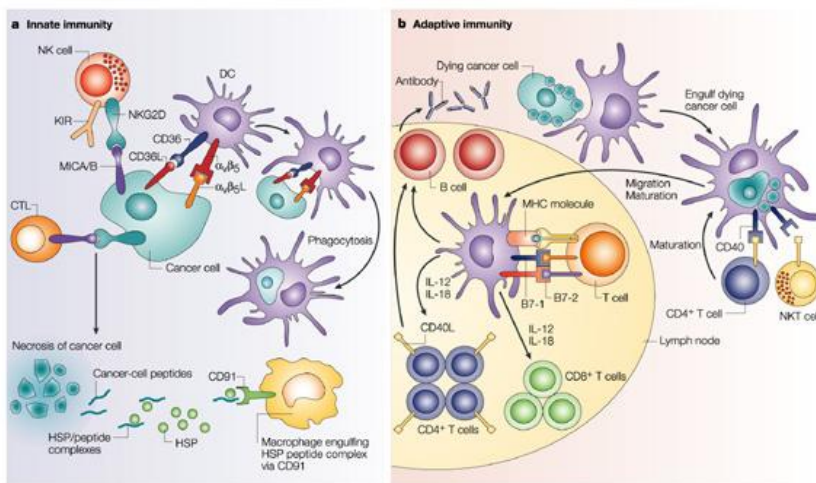 a Innate immunity
NK cell
DC
KIR
NKG2D
CD36
MICA/B
CD36L
αvβ5
αvβ5L
CTL
Cancer cell
Phagocytosis
Necrosis of cancer cell
Cancer-cell peptides
CD91
HSP/peptide
complexes
HSP
Macrophage engulfing
HSP peptide complex
via CD91
b Adaptive immunity
Dying cancer cell
Antibody
Engulf dying
cancer cell
B cell
Migration
Maturation
MHC molecule
Maturation
CD40
IL-12
IL-18
B7-1
B7-2
T cell
CD4+ T cell
NKT cell
CD40L
IL-12
IL-18
Lymph node
CD8+ T cells
CD4+ T cells